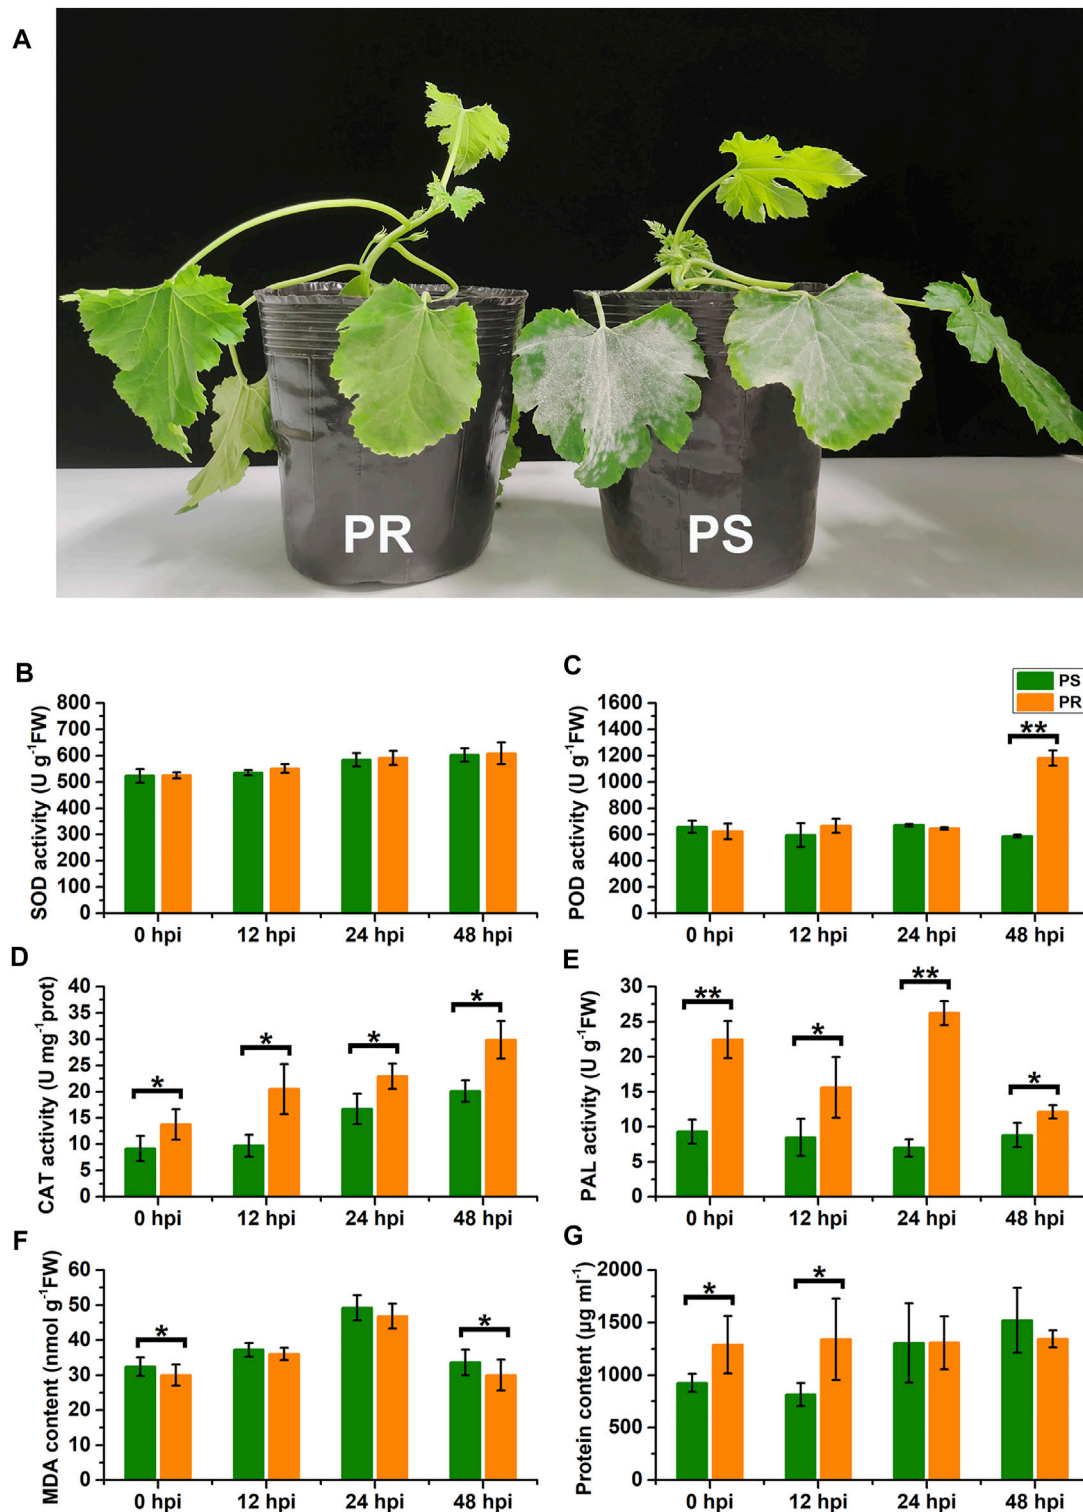 A
PR
PS
B
SOD activity (U g⁻¹FW)
800
700
600
500
400
300
200
100
0
0 hpi
12 hpi
24 hpi
48 hpi
C
POD activity (U g⁻¹FW)
1600
1400
1200
1000
800
600
400
200
0
PS
PR
**
0 hpi
12 hpi
24 hpi
48 hpi
D
CAT activity (U mg⁻¹prot)
40
35
30
25
20
15
10
5
0
*
*
*
*
0 hpi
12 hpi
24 hpi
48 hpi
E
PAL activity (U g⁻¹FW)
30
25
20
15
10
5
0
**
*
**
*
0 hpi
12 hpi
24 hpi
48 hpi
F
MDA content (nmol g⁻¹FW)
60
50
40
30
20
10
0
*
*
0 hpi
12 hpi
24 hpi
48 hpi
G
Protein content (μg ml⁻¹)
2000
1500
1000
500
0
*
*
0 hpi
12 hpi
24 hpi
48 hpi